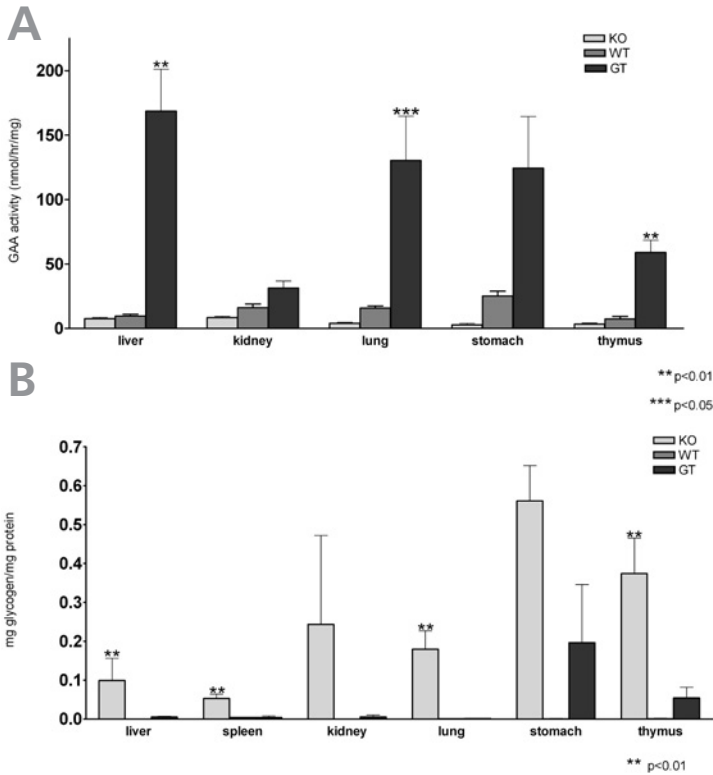 A
KO
WT
GT
GAA activity (nmol/hr/mg)
200
150
100
50
0
**
***
**
liver kidney lung stomach thymus
** p<0.01
*** p<0.05
B
KO
WT
GT
mg glycogen/mg protein
0.7
0.6
0.5
0.4
0.3
0.2
0.1
0.0
**
**
**
**
liver spleen kidney lung stomach thymus
** p<0.01